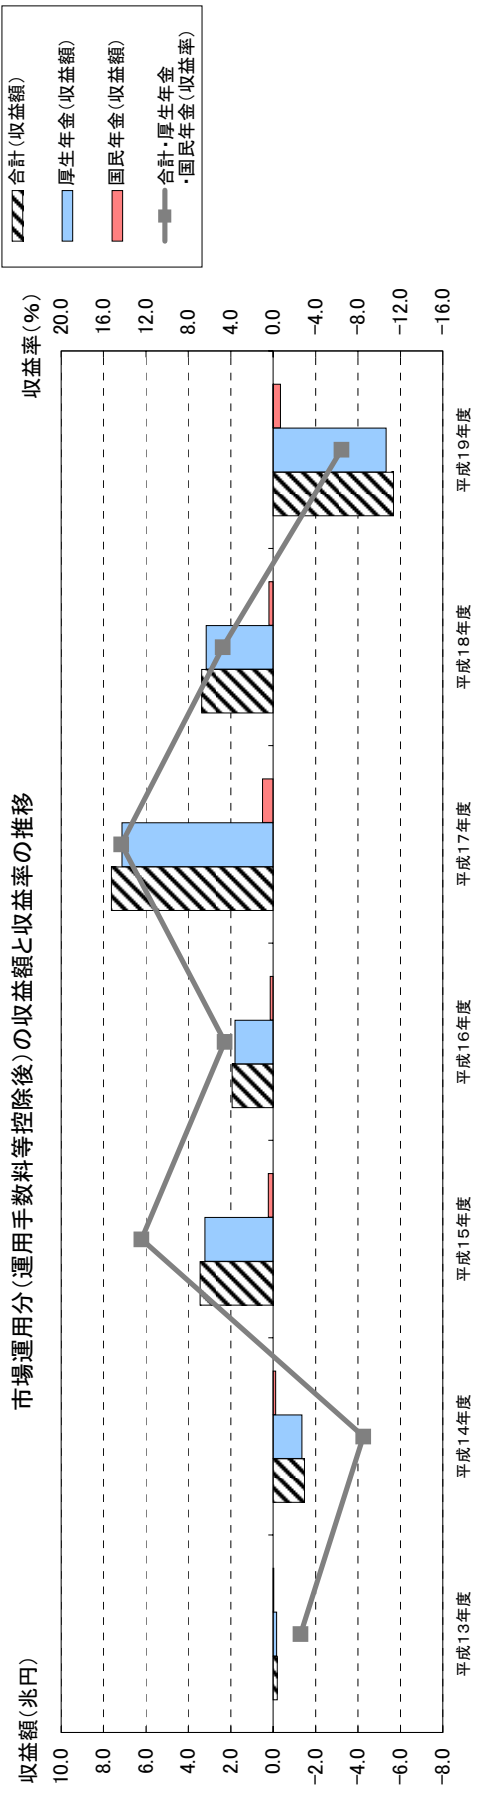 市場運用分(運用手数料等控除後)の収益額と収益率の推移
収益額(兆円)
10.0
8.0
6.0
4.0
2.0
0.0
-2.0
-4.0
-6.0
-8.0
平成13年度
平成14年度
平成15年度
平成16年度
平成17年度
平成18年度
平成19年度
収益率(%)
20.0
16.0
12.0
8.0
4.0
0.0
-4.0
-8.0
-12.0
-16.0
合計(収益額)
厚生年金(収益額)
国民年金(収益額)
合計・厚生年金
・国民年金(収益率)